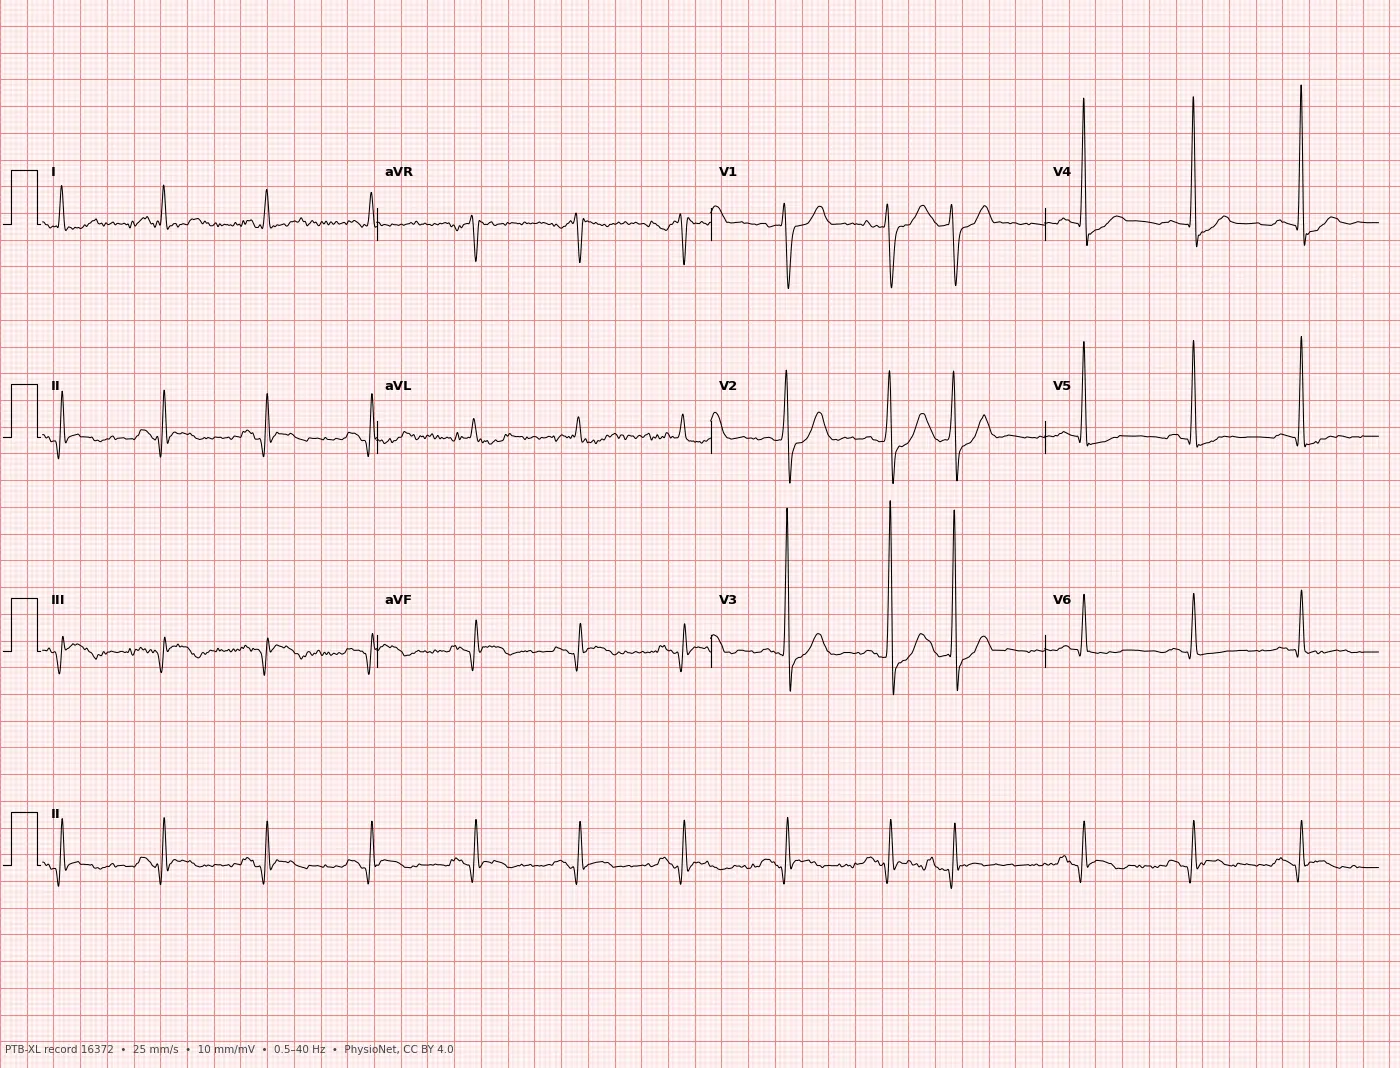 I aVR V1 V4
II aVL V2 V5
III aVF V3 V6
II
PTB-XL record 16372 • 25 mm/s • 10 mm/mV • 0.5–40 Hz • PhysioNet, CC BY 4.0